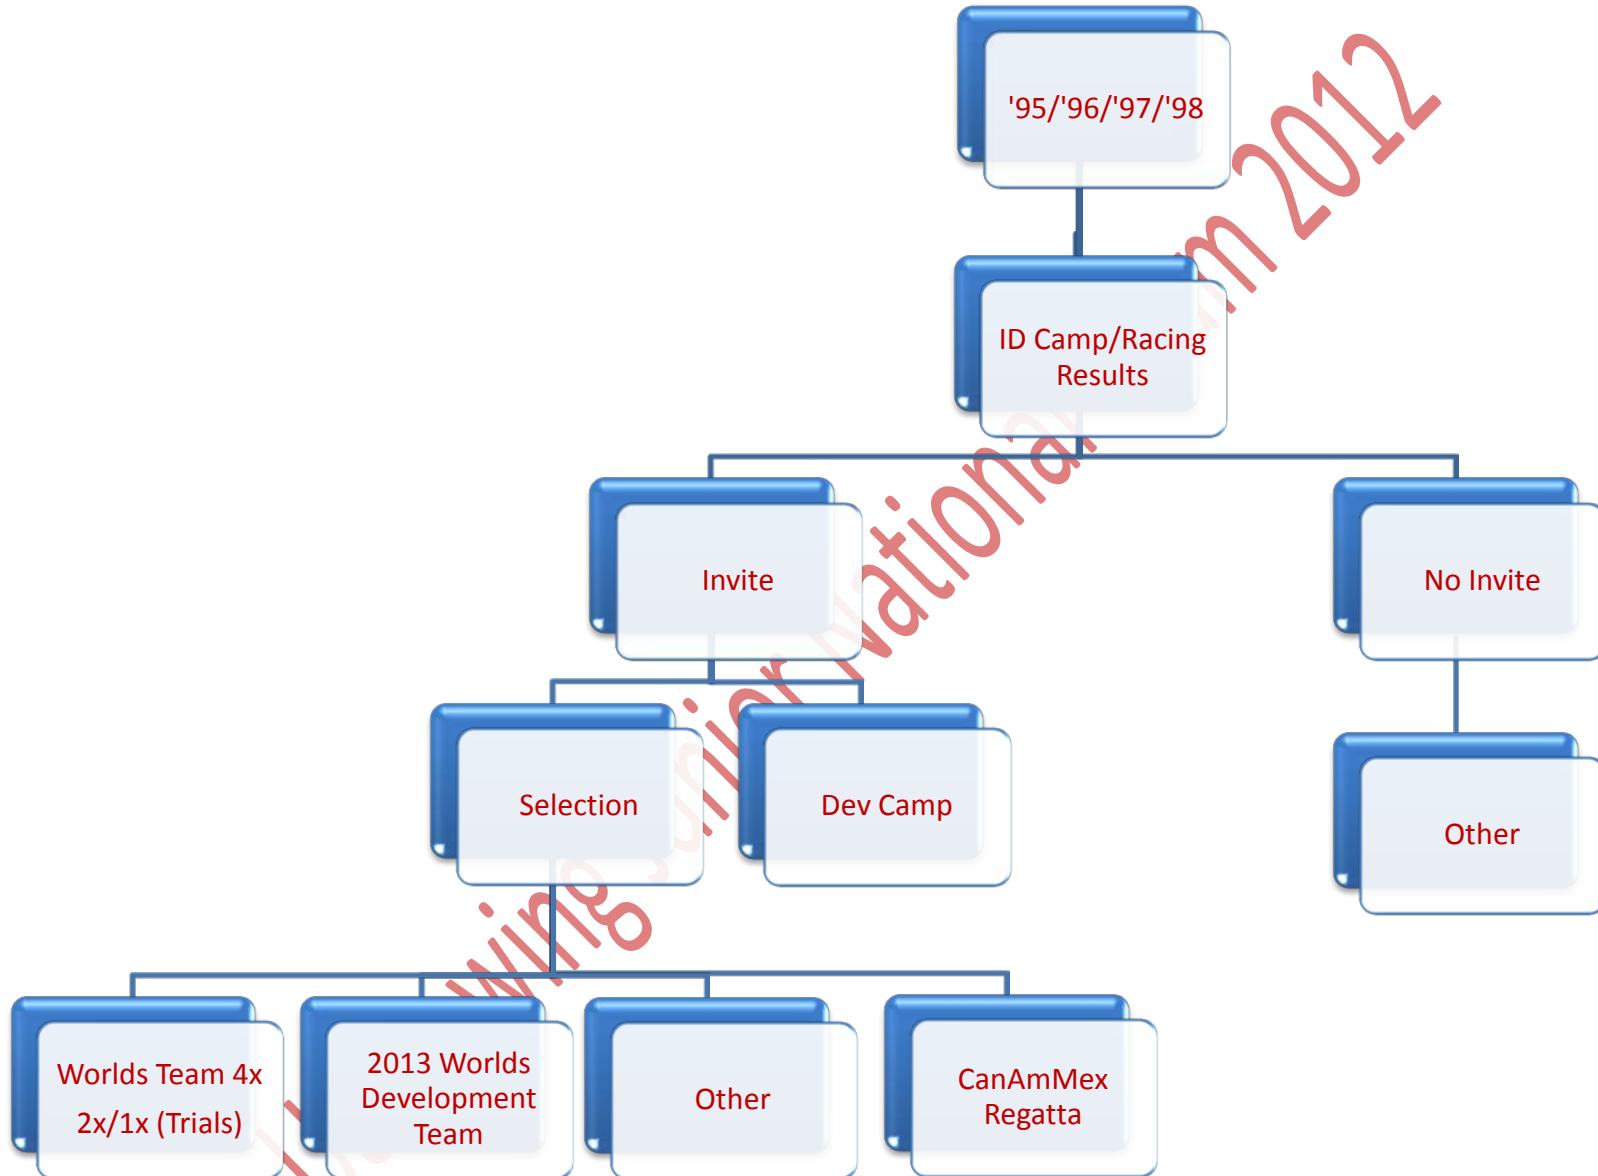 '95/'96/'97/'98
ID Camp/Racing
Results
Invite
No Invite
Selection
Dev Camp
Other
Worlds Team 4x
2x/1x (Trials)
2013 Worlds
Development
Team
Other
CanAmMex
Regatta
Junior National
2012